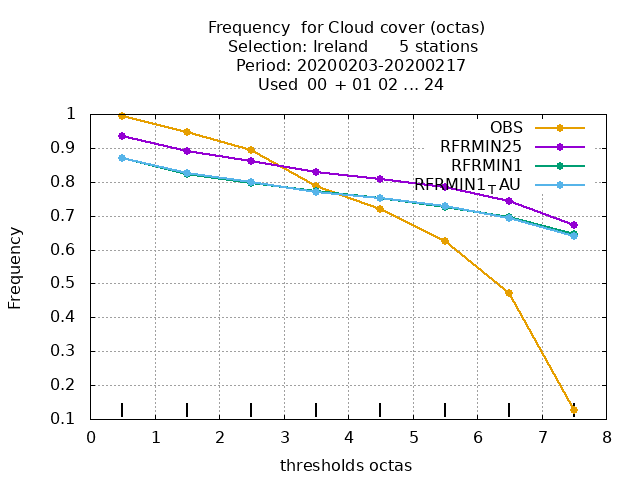 Frequency  for Cloud cover (octas)
Selection: Ireland      5 stations
Period: 20200203-20200217
Used  00  + 01 02 ... 24
OBS
RFRMIN25
RFRMIN1
RFRMIN1_TAU
1
0.9
0.8
0.7
0.6
0.5
0.4
0.3
0.2
0.1
Frequency
0 1 2 3 4 5 6 7 8
thresholds octas